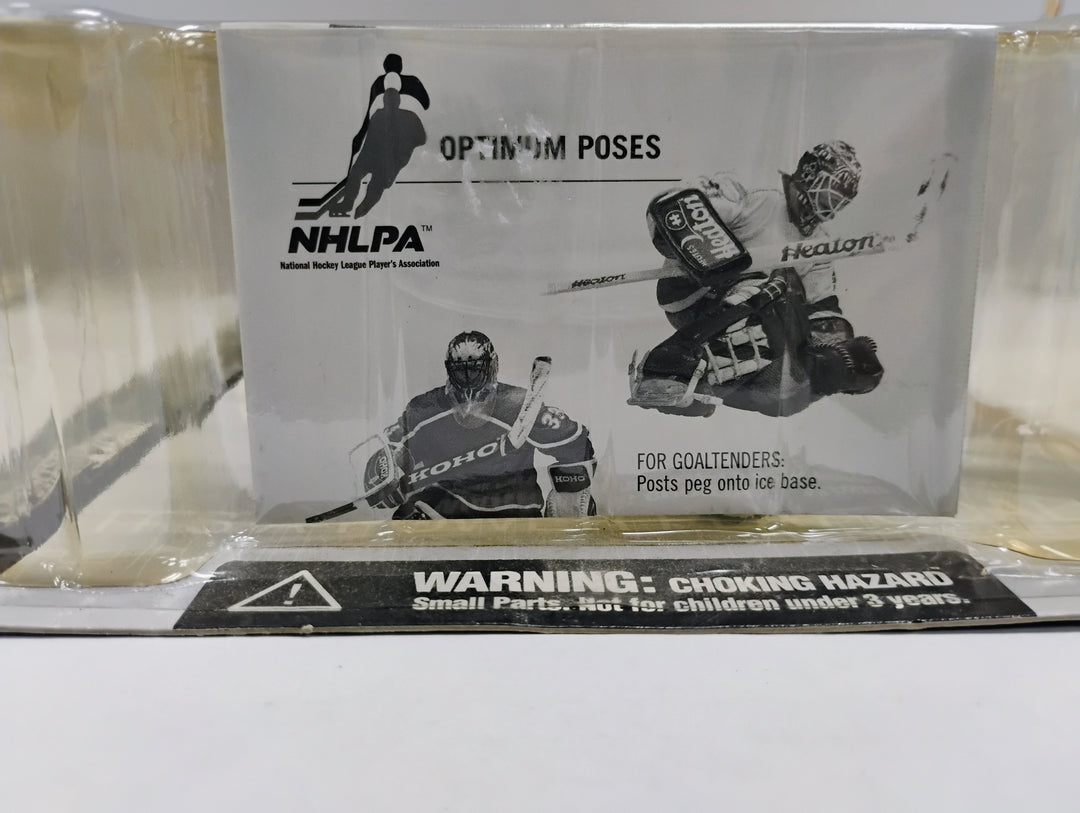 OPTIMUM POSES
NHLPA™
National Hockey League Player's Association
Heaton
Heaton
Heaton
KOHO
KOHO
KOHO
FOR GOALTENDERS:
Posts peg onto ice base.
WARNING: CHOKING HAZARD
Small Parts. Not for children under 3 years.